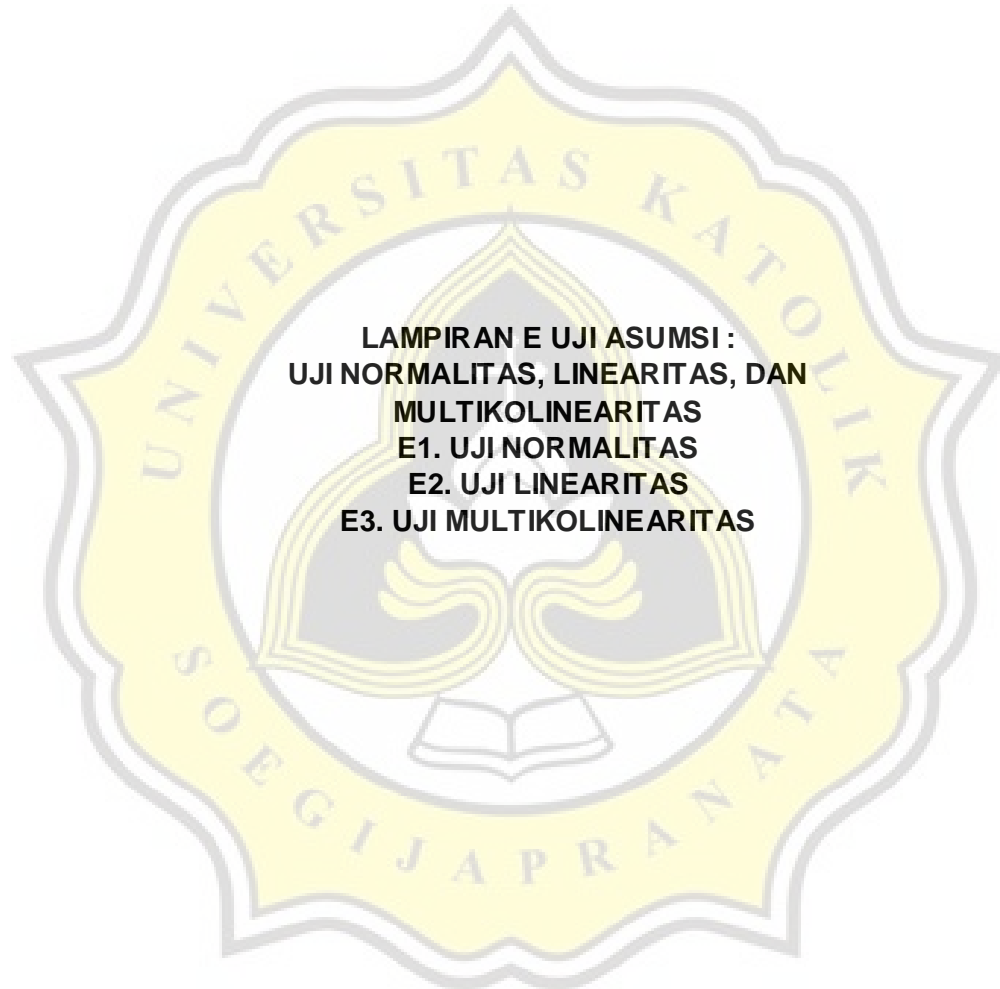 UNIVERSITAS KATOLIK
LAMPIRAN E UJI ASUMSI :
UJI NORMALITAS, LINEARITAS, DAN
MULTIKOLINEARITAS
E1. UJI NORMALITAS
E2. UJI LINEARITAS
E3. UJI MULTIKOLINEARITAS
SOEGIJAPRANATA